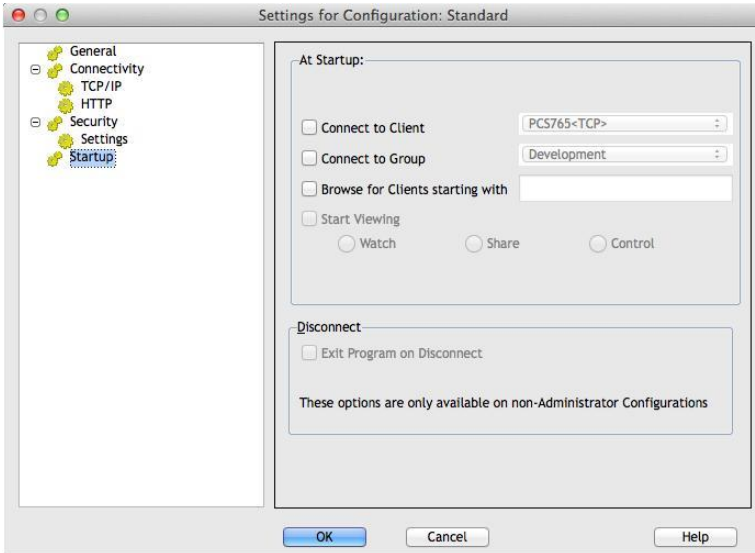 Settings for Configuration: Standard
General
Connectivity
TCP/IP
HTTP
Security
Settings
Startup
At Startup:
Connect to Client
PCS765<TCP>
Connect to Group
Development
Browse for Clients starting with
Start Viewing
Watch Share Control
Disconnect
Exit Program on Disconnect
These options are only available on non-Administrator Configurations
OK Cancel Help